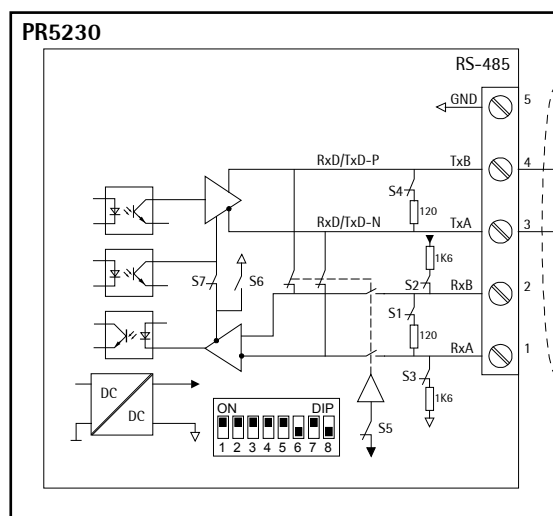 PR5230
RS-485
GND 5
RxD/TxD-P TxB 4
S4
120
RxD/TxD-N TxA 3
1K6
S7 S6 S2 RxB 2
S1
120
RxA 1
S3
DC
DC
1K6
ON DIP
S5
1 2 3 4 5 6 7 8